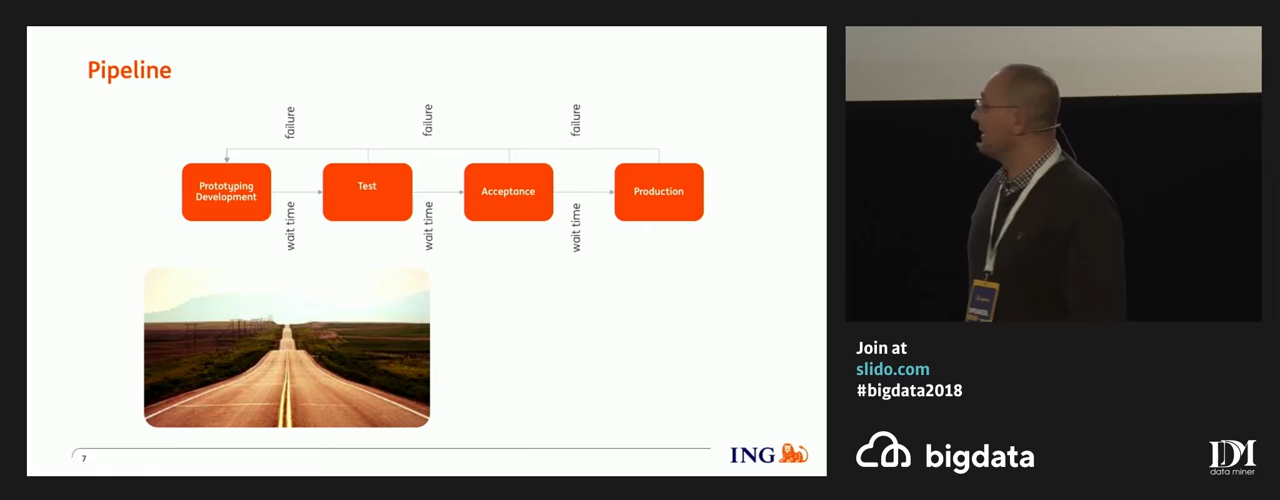 Pipeline
failure
failure
failure
Prototyping
Development
Test
Acceptance
Production
wait time
wait time
wait time
7
ING
Join at
slido.com
#bigdata2018
bigdata
DM
data miner